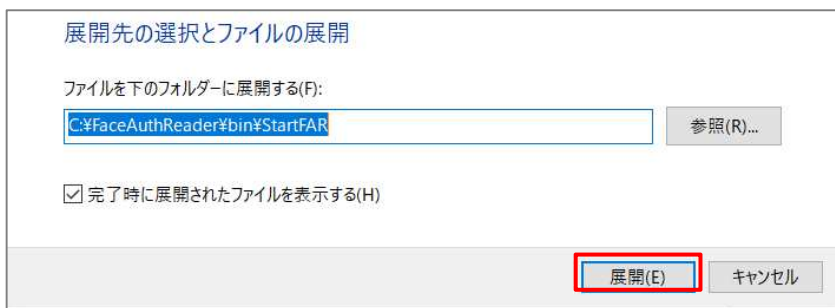 展開先の選択とファイルの展開
ファイルを下のフォルダーに展開する(F):
C:¥FaceAuthReader¥bin¥StartFAR
参照(R)...
完了時に展開されたファイルを表示する(H)
展開(E)
キャンセル